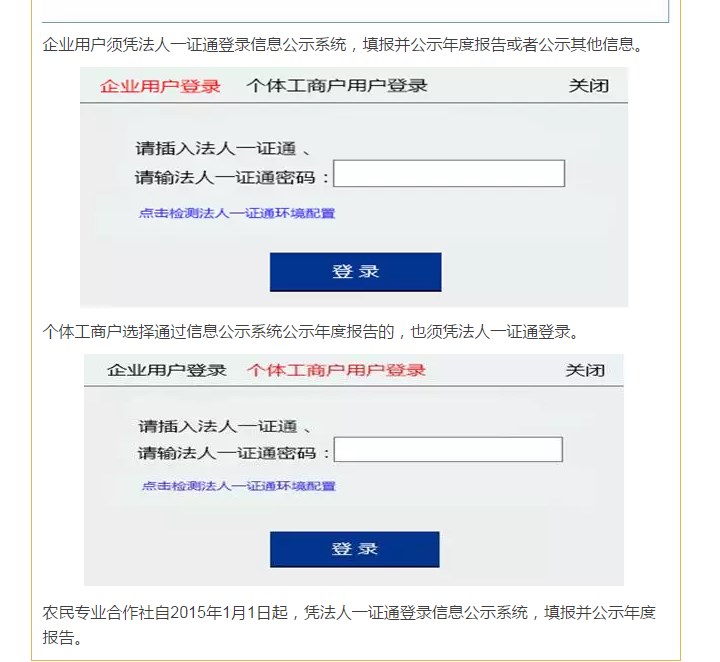 企业用户须凭法人一证通登录信息公示系统，填报并公示年度报告或者公示其他信息。
企业用户登录 个体工商户用户登录 关闭
请插入法人一证通、
请输法人一证通密码：
点击检测法人一证通环境配置
登 录
个体工商户选择通过信息公示系统公示年度报告的，也须凭法人一证通登录。
企业用户登录 个体工商户用户登录 关闭
请插入法人一证通、
请输法人一证通密码：
点击检测法人一证通环境配置
登 录
农民专业合作社自2015年1月1日起，凭法人一证通登录信息公示系统，填报并公示年度
报告。